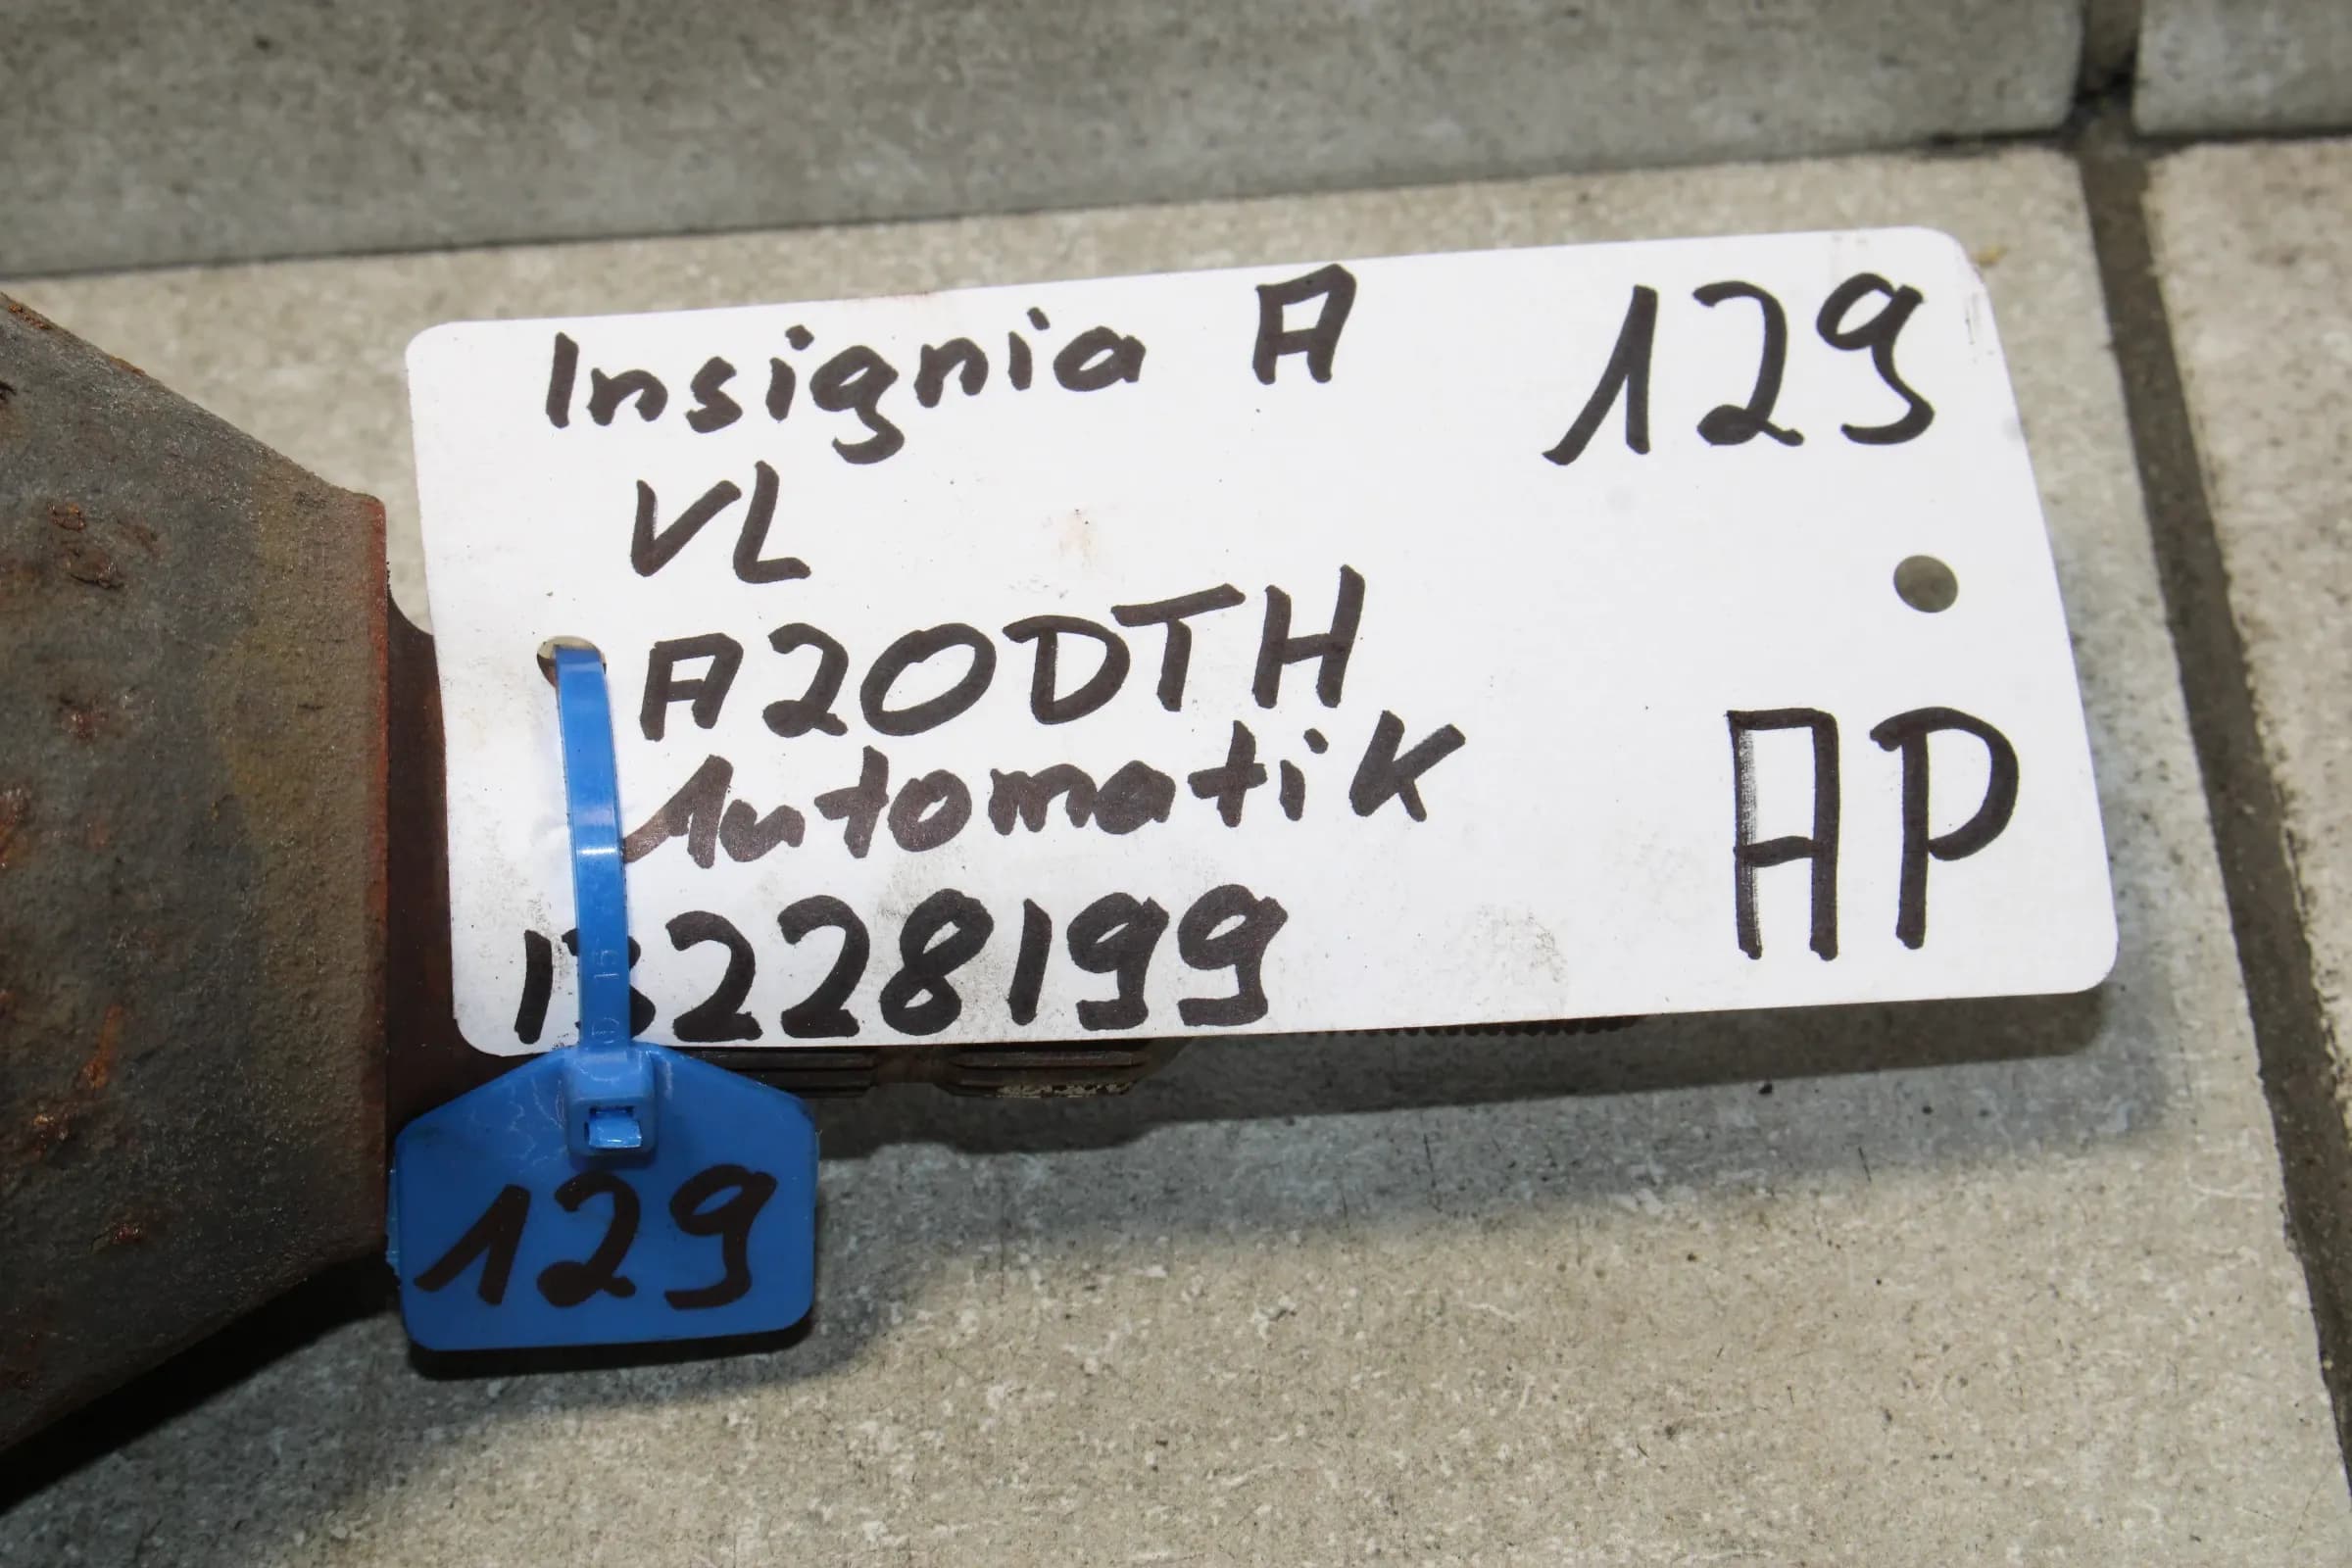 Insignia A 129
VL
A20DTH
Automatik
13228199
AP
129